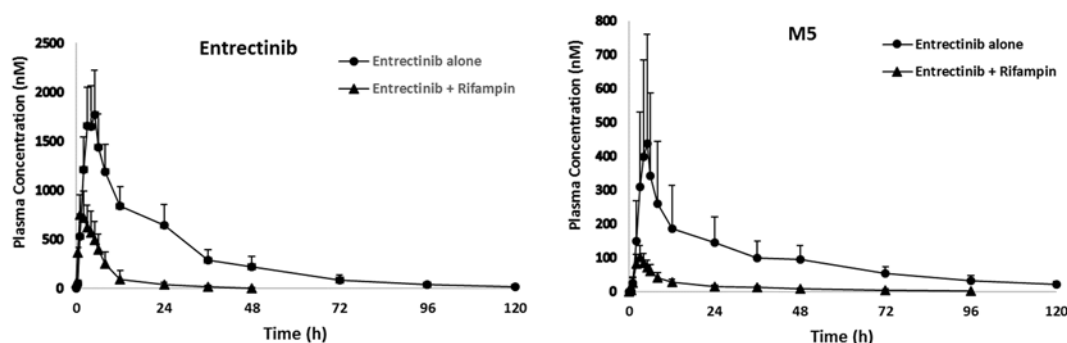 Entrectinib
Entrectinib alone
Entrectinib + Rifampin
Plasma Concentration (nM)
2500
2000
1500
1000
500
0
0 24 48 72 96 120
Time (h)
M5
Entrectinib alone
Entrectinib + Rifampin
Plasma Concentration (nM)
800
700
600
500
400
300
200
100
0
0 24 48 72 96 120
Time (h)